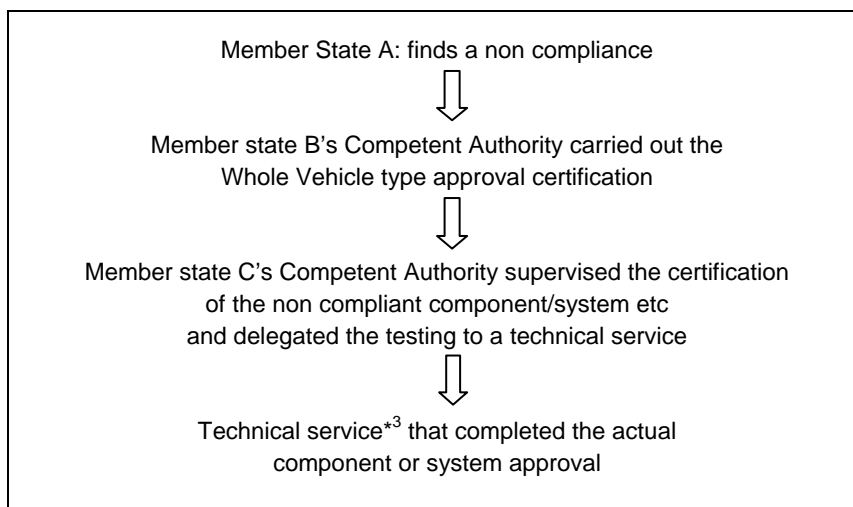 Member State A: finds a non compliance
Member state B's Competent Authority carried out the
Whole Vehicle type approval certification
Member state C's Competent Authority supervised the certification
of the non compliant component/system etc
and delegated the testing to a technical service
Technical service*3 that completed the actual
component or system approval